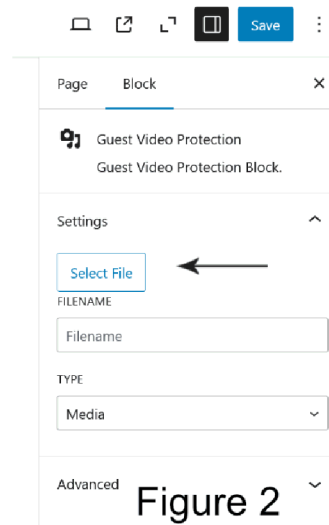 Save
Page Block
Guest Video Protection
Guest Video Protection Block.
Settings
Select File
FILENAME
Filename
TYPE
Media
Advanced
Figure 2